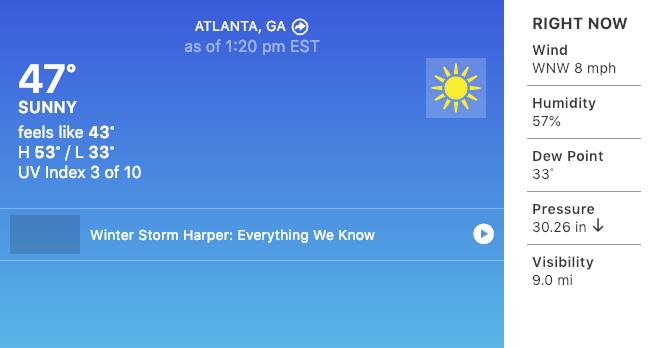 ATLANTA, GA
as of 1:20 pm EST
47°
SUNNY
feels like 43°
H 53° / L 33°
UV Index 3 of 10
Winter Storm Harper: Everything We Know
RIGHT NOW
Wind
WNW 8 mph
Humidity
57%
Dew Point
33°
Pressure
30.26 in ↓
Visibility
9.0 mi